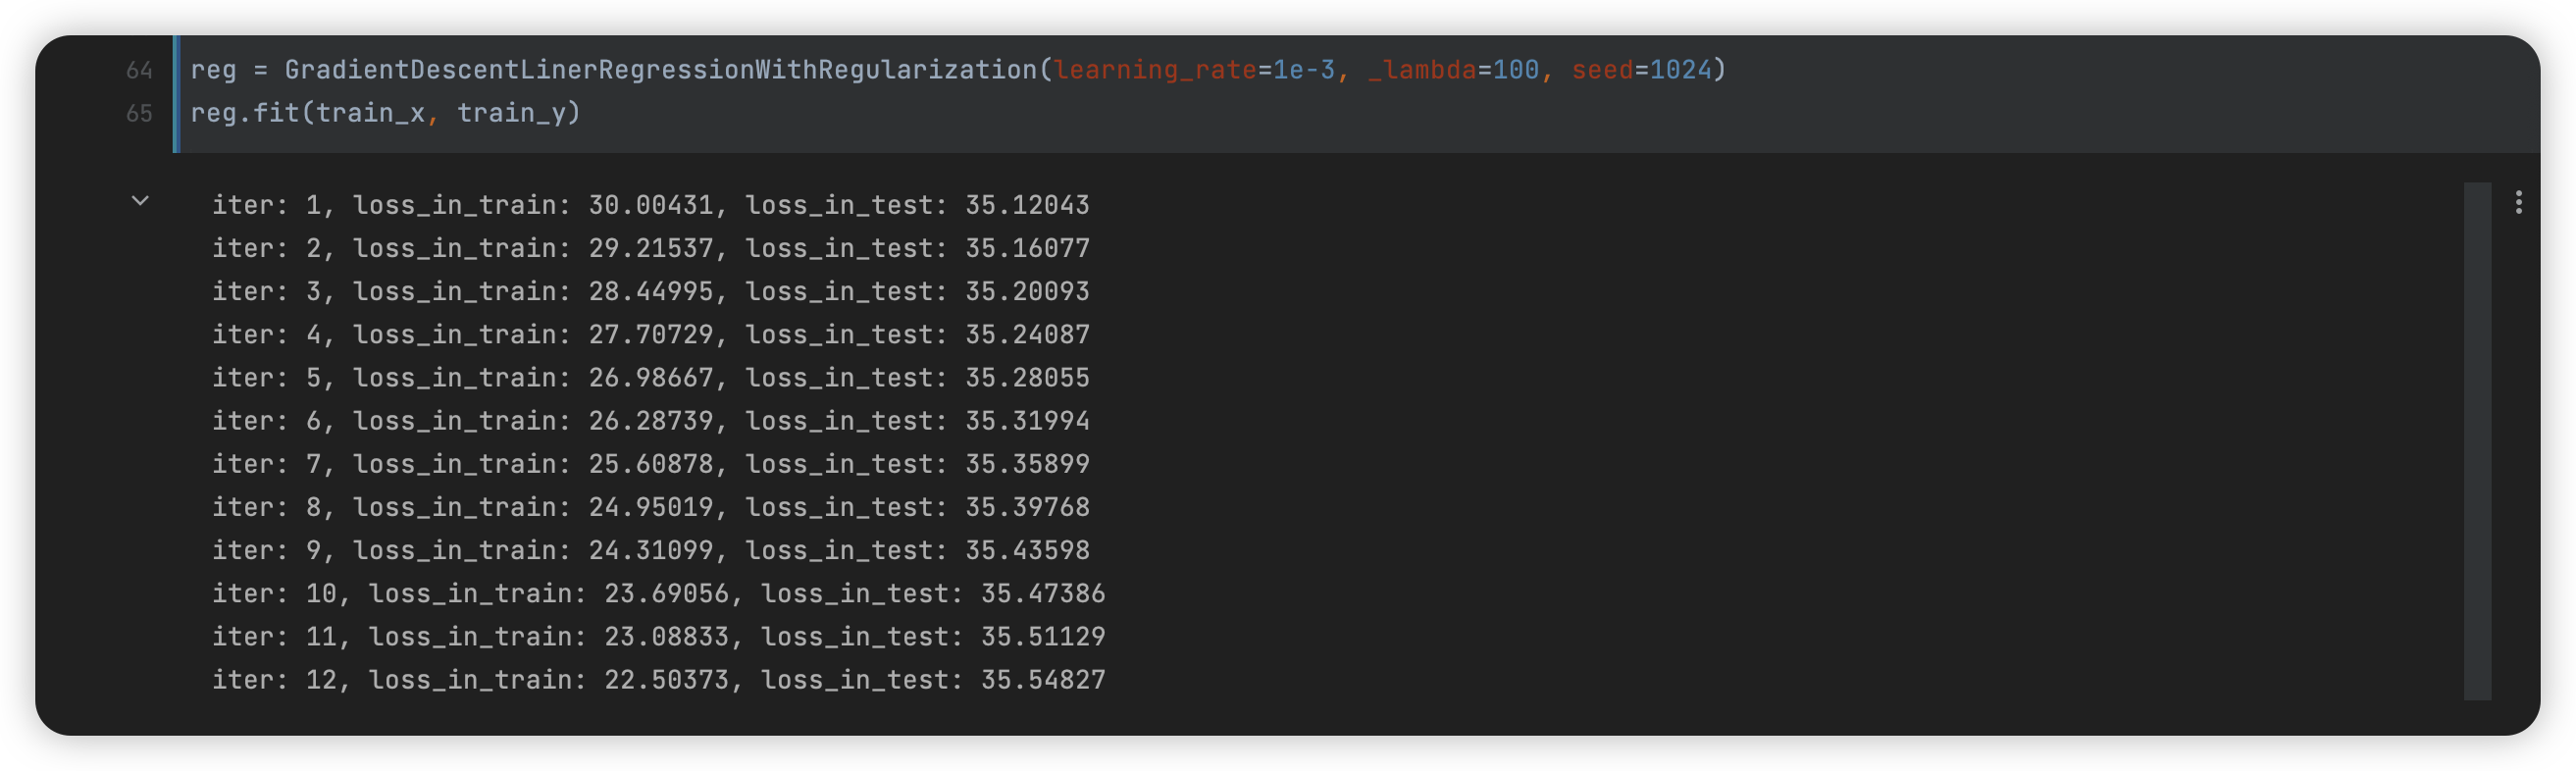 64 reg = GradientDescentLinerRegressionWithRegularization(learning_rate=1e-3, _lambda=100, seed=1024)
65 reg.fit(train_x, train_y)
iter: 1, loss_in_train: 30.00431, loss_in_test: 35.12043
iter: 2, loss_in_train: 29.21537, loss_in_test: 35.16077
iter: 3, loss_in_train: 28.44995, loss_in_test: 35.20093
iter: 4, loss_in_train: 27.70729, loss_in_test: 35.24087
iter: 5, loss_in_train: 26.98667, loss_in_test: 35.28055
iter: 6, loss_in_train: 26.28739, loss_in_test: 35.31994
iter: 7, loss_in_train: 25.60878, loss_in_test: 35.35899
iter: 8, loss_in_train: 24.95019, loss_in_test: 35.39768
iter: 9, loss_in_train: 24.31099, loss_in_test: 35.43598
iter: 10, loss_in_train: 23.69056, loss_in_test: 35.47386
iter: 11, loss_in_train: 23.08833, loss_in_test: 35.51129
iter: 12, loss_in_train: 22.50373, loss_in_test: 35.54827